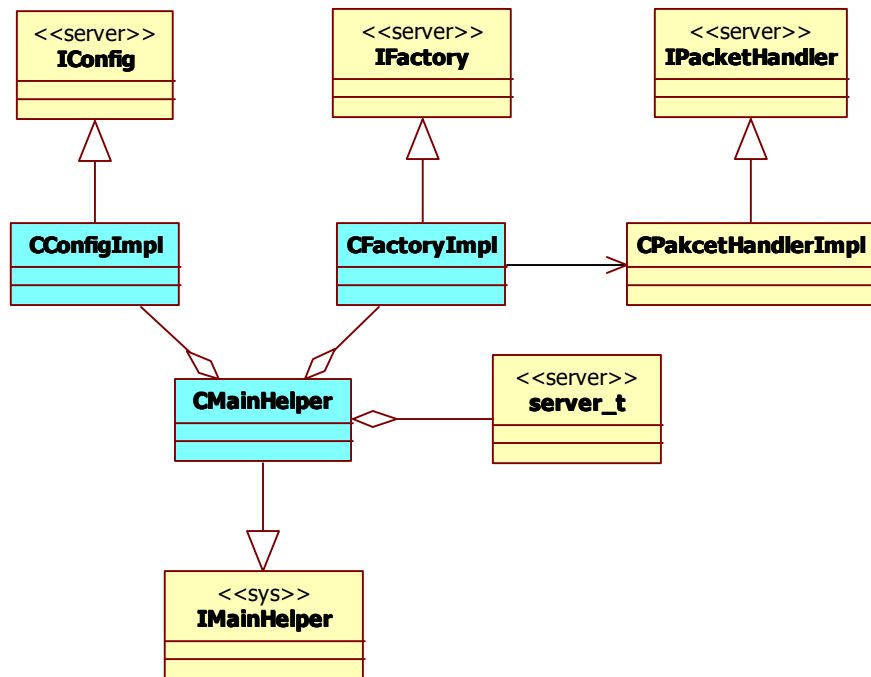 <<server>>
IConfig
<<server>>
IFactory
<<server>>
IPacketHandler
CConfigImpl
CFactoryImpl
CPakcetHandlerImpl
CMainHelper
<<server>>
server_t
<<sys>>
IMainHelper